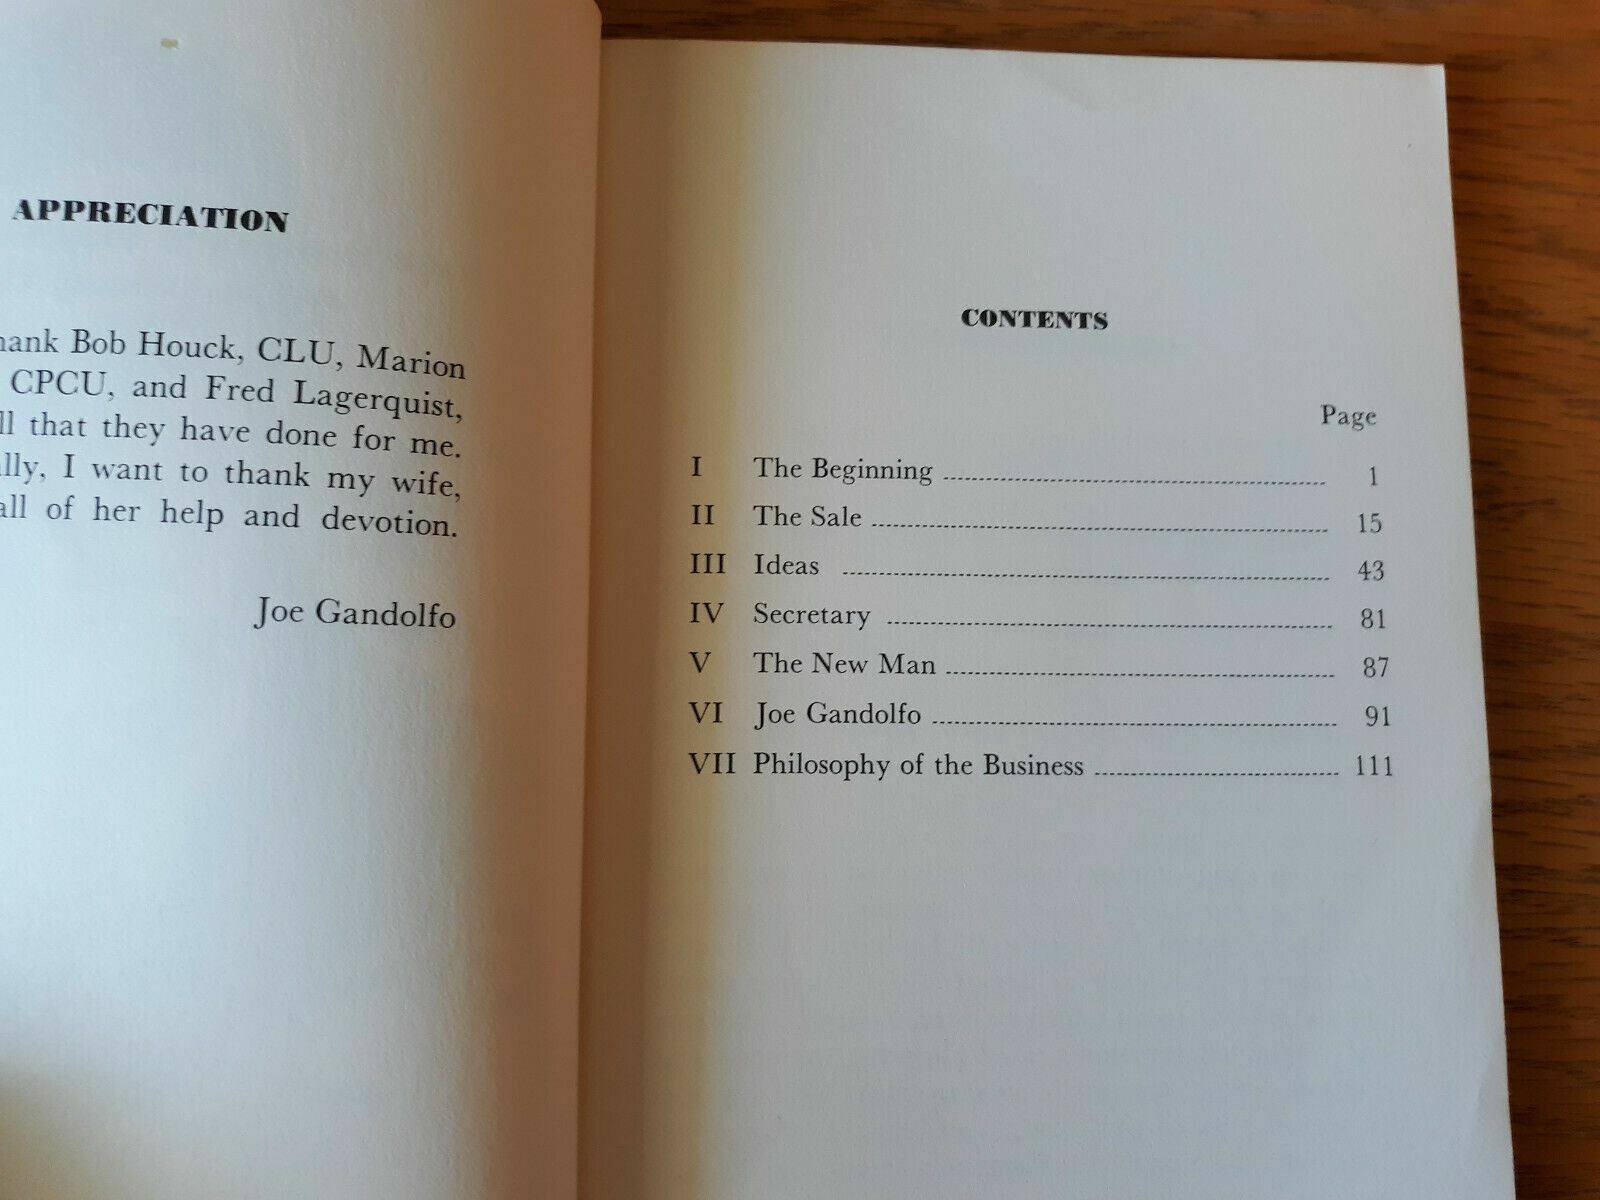 APPRECIATION
Bob Houck, CLU, Marion
CPCU, and Fred Lagerquist,
that they have done for me.
I want to thank my wife,
all of her help and devotion.
Joe Gandolfo
CONTENTS
Page
I The Beginning 1
II The Sale 15
III Ideas 43
IV Secretary 81
V The New Man 87
VI Joe Gandolfo 91
VII Philosophy of the Business 111